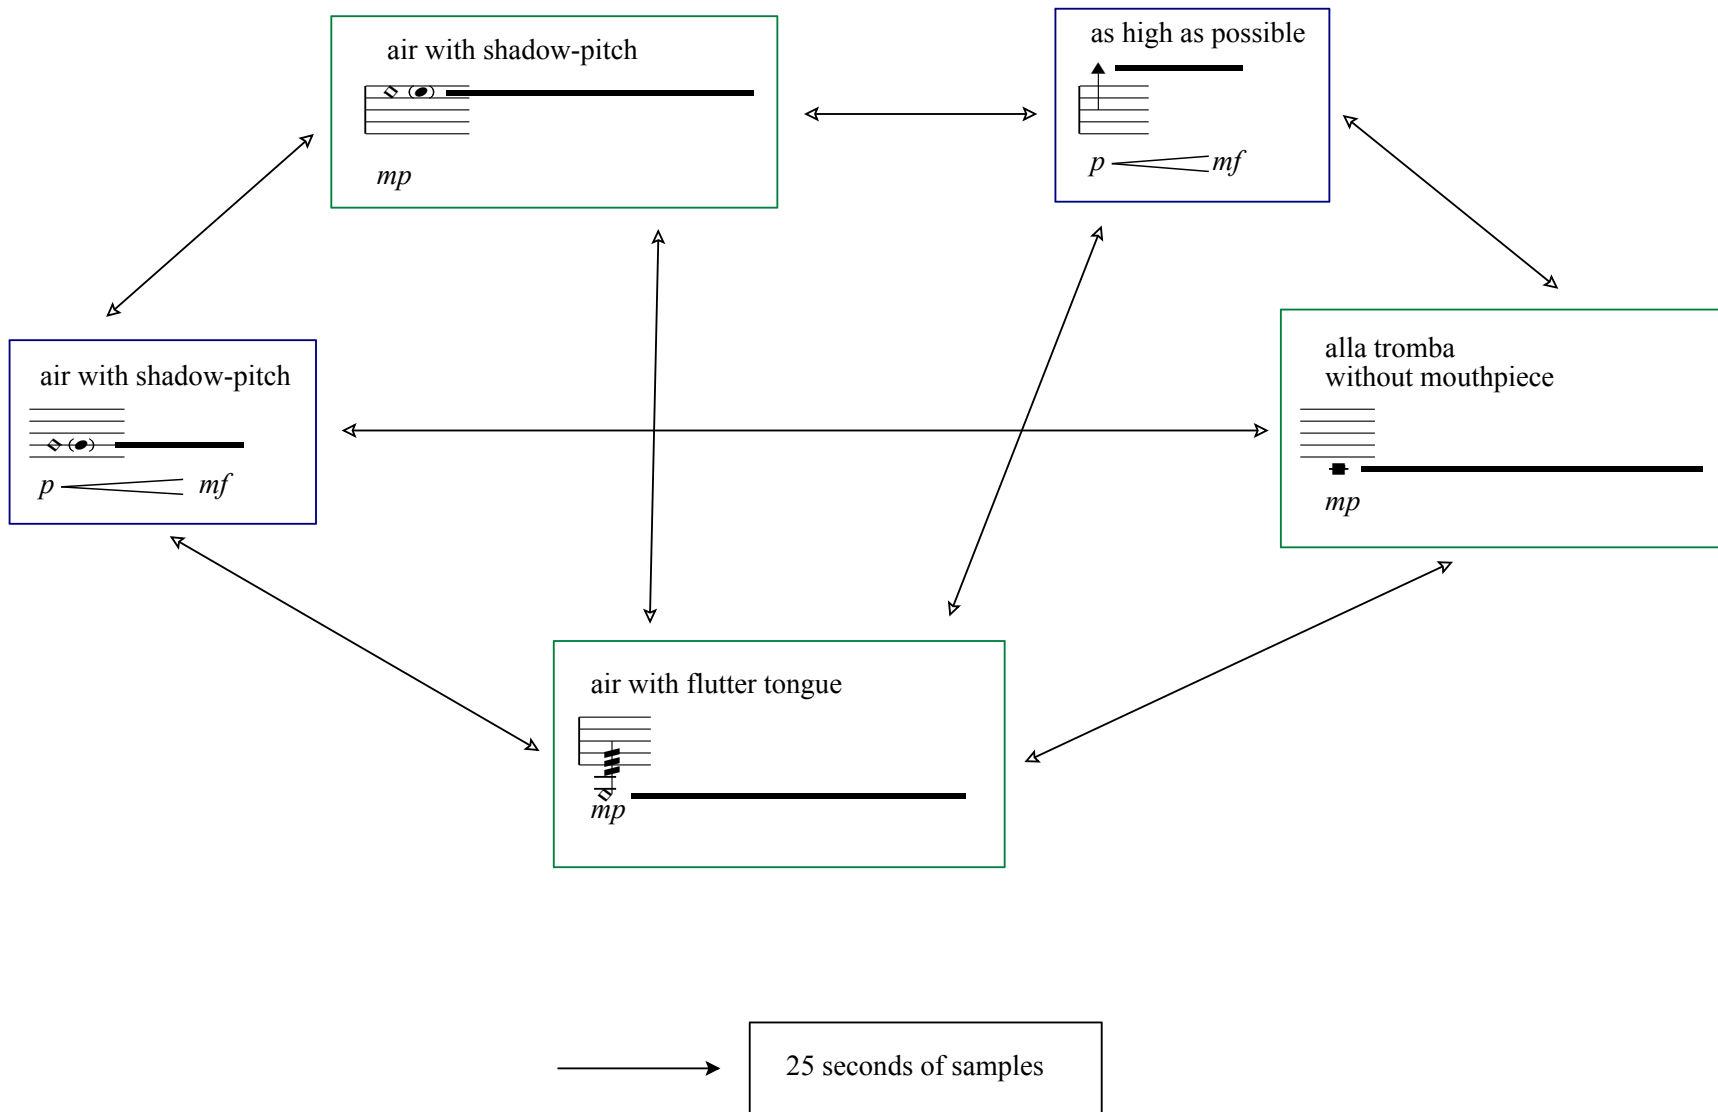 air with shadow-pitch
mp
as high as possible
p mf
air with shadow-pitch
p mf
alla tromba
without mouthpiece
mp
air with flutter tongue
mp
25 seconds of samples